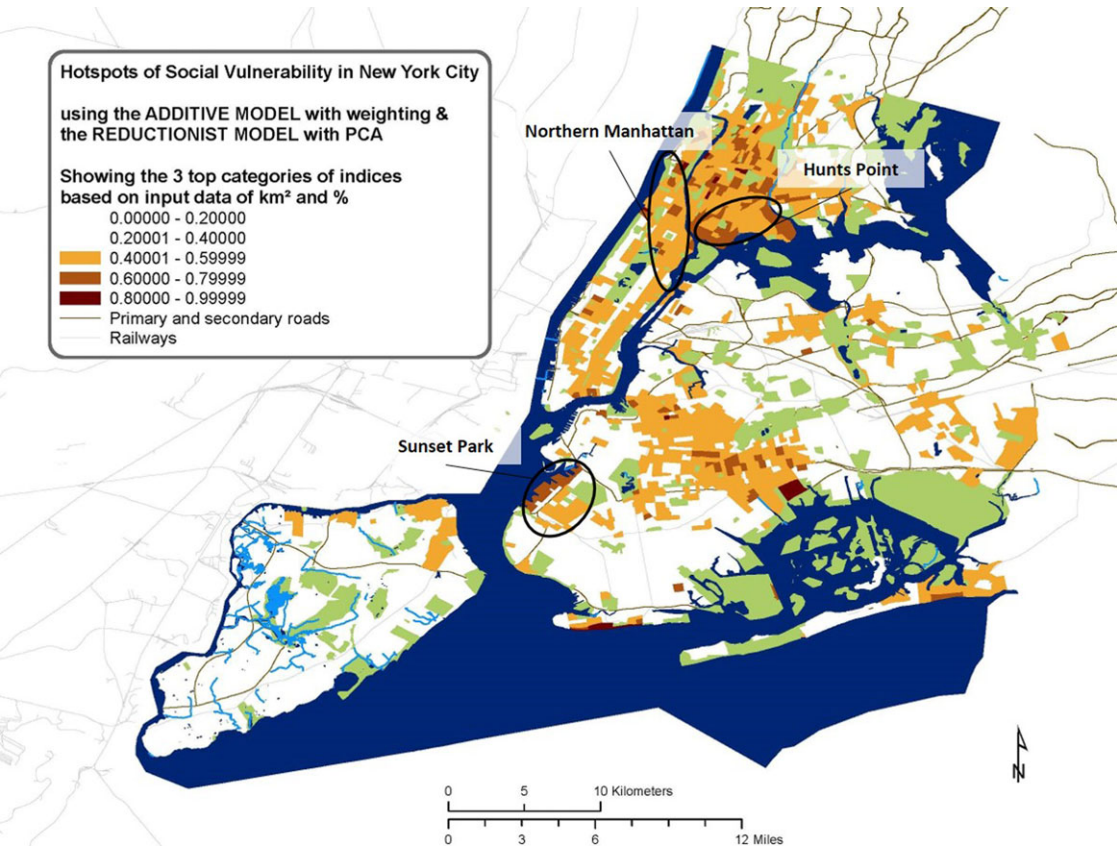 Hotspots of Social Vulnerability in New York City
using the ADDITIVE MODEL with weighting &
the REDUCTIONIST MODEL with PCA
Showing the 3 top categories of indices
based on input data of km² and %
0.00000 - 0.20000
0.20001 - 0.40000
0.40001 - 0.59999
0.60000 - 0.79999
0.80000 - 0.99999
Primary and secondary roads
Railways
Northern Manhattan
Hunts Point
Sunset Park
N
0 5 10 Kilometers
0 3 6 12 Miles